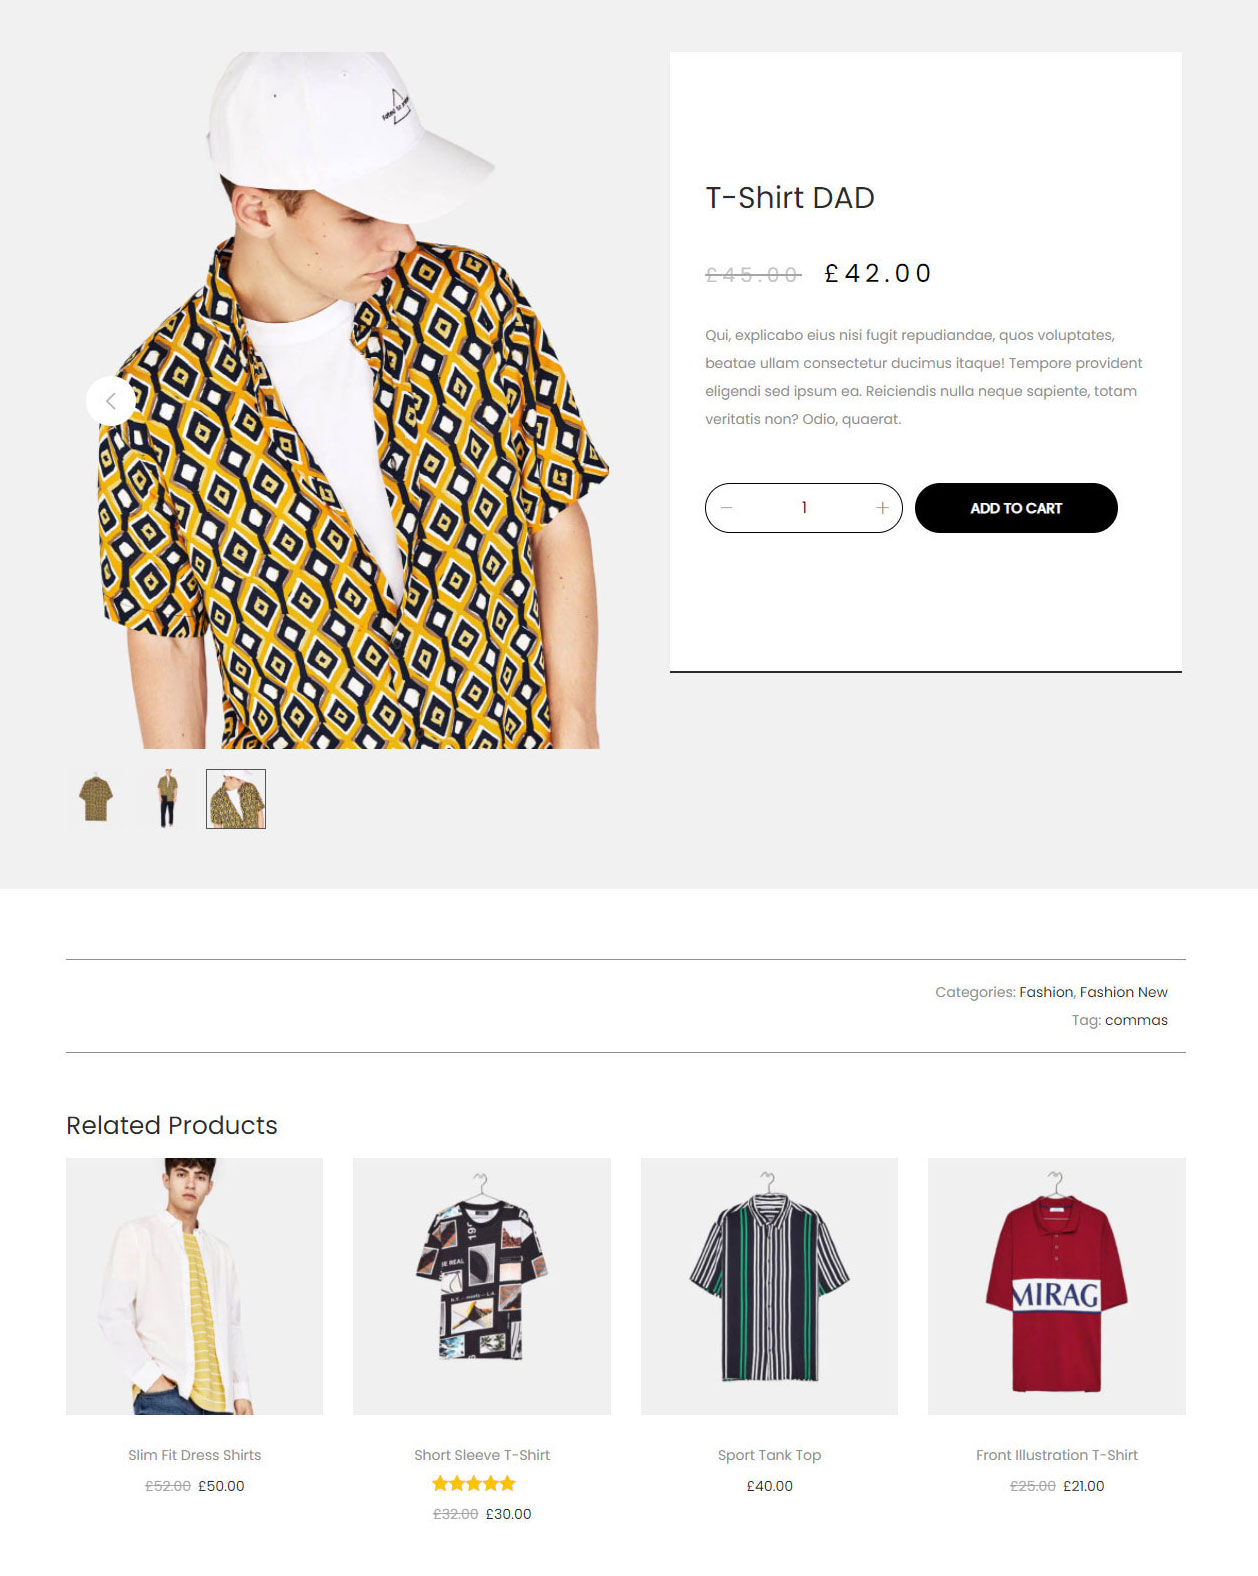 T-Shirt DAD
£45.00 £42.00
Qui, explicabo eius nisi fugit repudiandae, quos voluptates,
beatae ullam consectetur ducimus itaque! Tempore provident
eligendi sed ipsum ea. Reiciendis nulla neque sapiente, totam
veritatis non? Odio, quaerat.
1
ADD TO CART
Categories: Fashion, Fashion New
Tag: commas
Related Products
BE REAL
N.Y. - meets - L.A.
MIRAG
Slim Fit Dress Shirts
£52.00 £50.00
Short Sleeve T-Shirt
£32.00 £30.00
Sport Tank Top
£40.00
Front Illustration T-Shirt
£25.00 £21.00